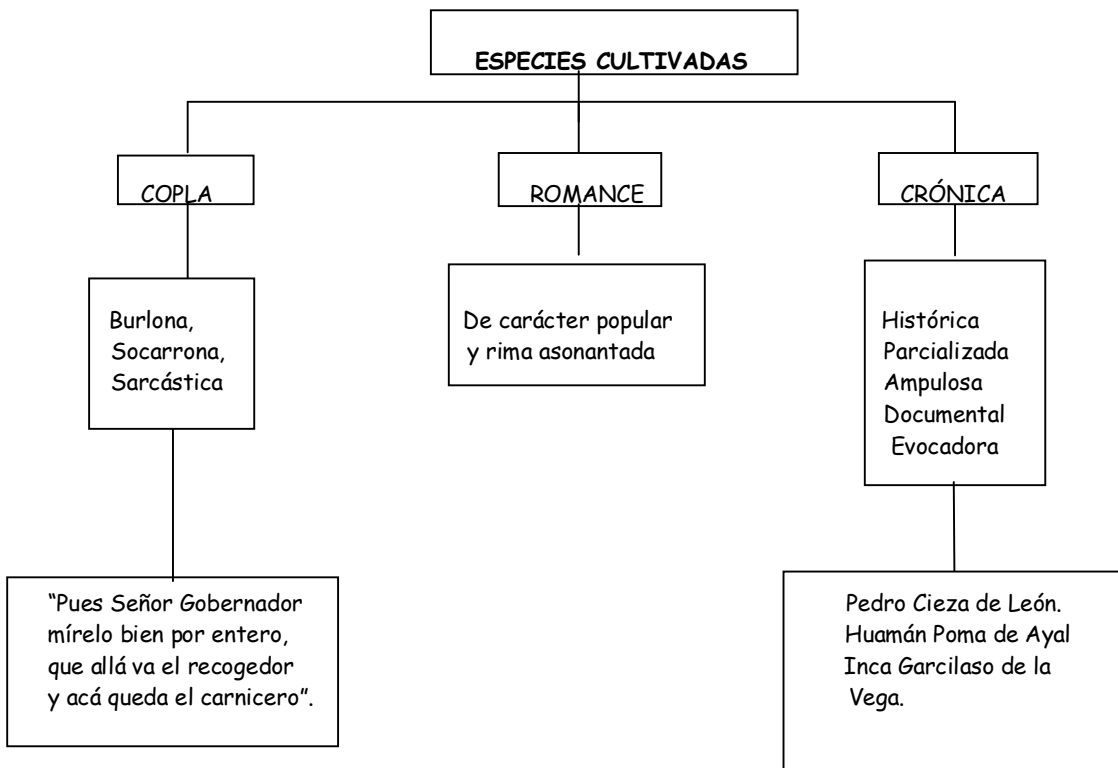 ESPECIES CULTIVADAS
COPLA
ROMANCE
CRÓNICA
Burlona,
Socarrona,
Sarcástica
De carácter popular
y rima asonantada
Histórica
Parcializada
Ampulosa
Documental
Evocadora
“Pues Señor Gobernador
mírelo bien por entero,
que allá va el recogedor
y acá queda el carnicero”.
Pedro Cieza de León.
Huamán Poma de Ayal
Inca Garcilaso de la
Vega.